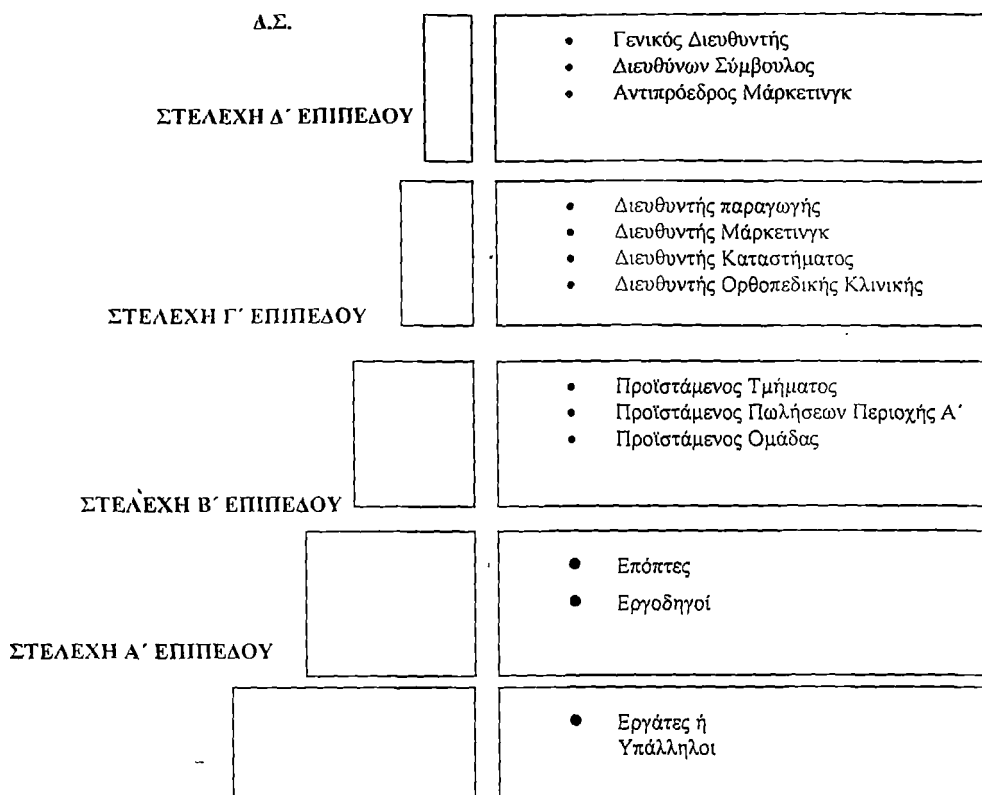 Δ.Σ.
• Γενικός Διευθυντής
• Διευθύνων Σύμβουλος
• Αντιπρόεδρος Μάρκετινγκ
ΣΤΕΛΕΧΗ Δ΄ ΕΠΙΠΕΔΟΥ
• Διευθυντής παραγωγής
• Διευθυντής Μάρκετινγκ
• Διευθυντής Καταστήματος
• Διευθυντής Ορθοπεδικής Κλινικής
ΣΤΕΛΕΧΗ Γ΄ ΕΠΙΠΕΔΟΥ
• Προϊστάμενος Τμήματος
• Προϊστάμενος Πωλήσεων Περιοχής Α΄
• Προϊστάμενος Ομάδας
ΣΤΕΛΕΧΗ Β΄ ΕΠΙΠΕΔΟΥ
• Επόπτες
• Εργοδηγοί
ΣΤΕΛΕΧΗ Α΄ ΕΠΙΠΕΔΟΥ
• Εργάτες ή
Υπάλληλοι